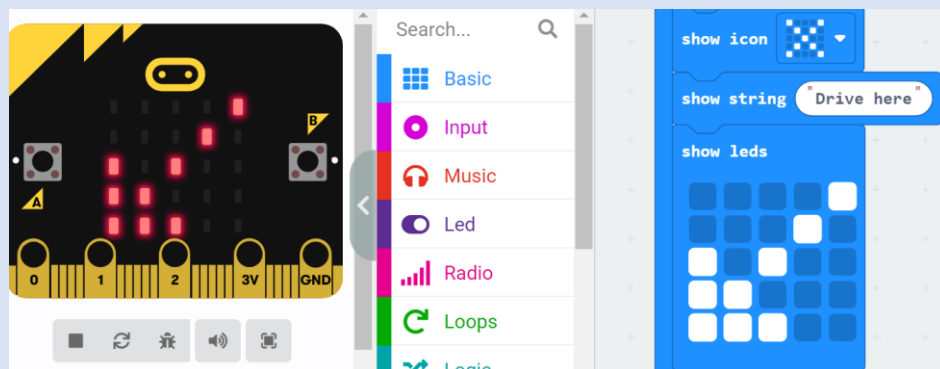 B
A
0 1 2 3V GND
Search...
Basic
Input
Music
Led
Radio
Loops
Logic
show icon
show string "Drive here"
show leds